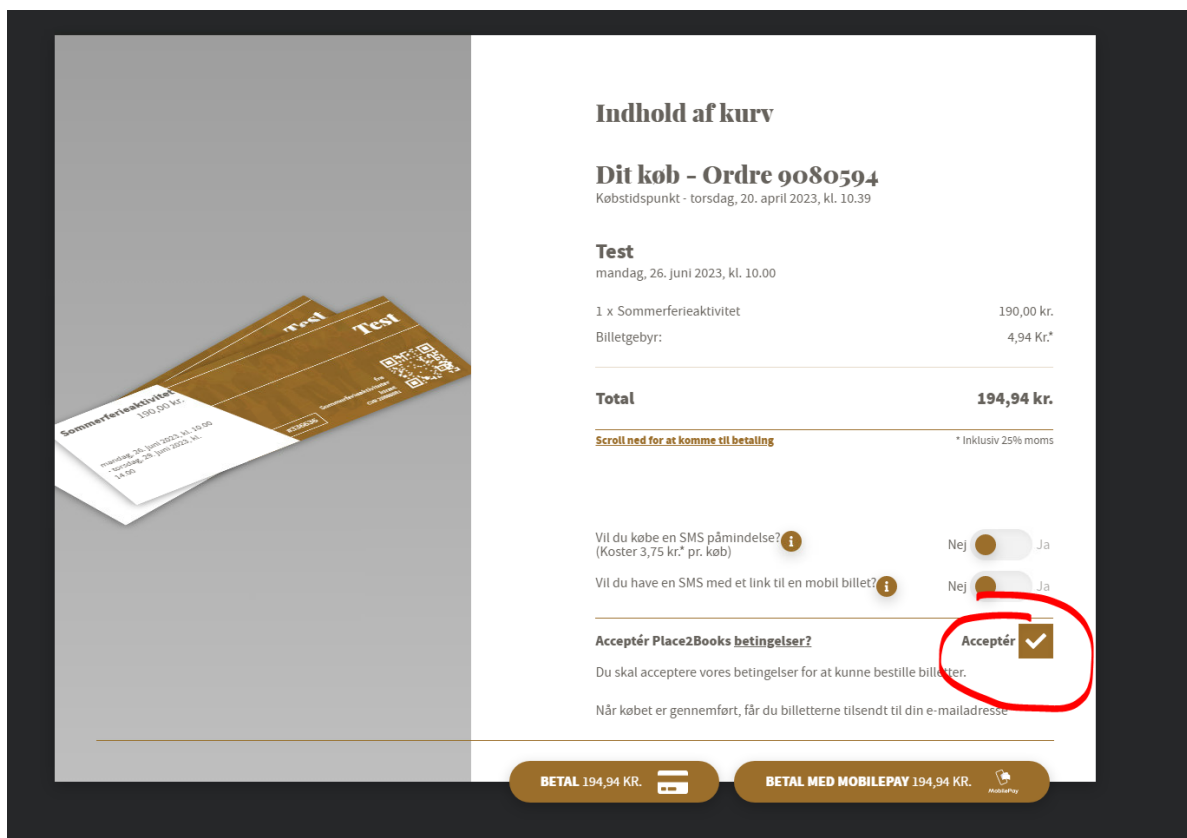 Indhold af kurv
Dit køb - Ordre 9080594
Købstidspunkt - torsdag, 20. april 2023, kl. 10.39
Test
mandag, 26. juni 2023, kl. 10.00
1 x Sommerferieaktivitet 190,00 kr.
Billetgebyr: 4,94 Kr.*
Total 194,94 kr.
Scroll ned for at komme til betaling * Inklusiv 25% moms
Vil du købe en SMS påmindelse?
(Koster 3,75 kr.* pr. køb) Nej Ja
Vil du have en SMS med et link til en mobil billet? Nej Ja
Acceptér Place2Books betingelser? Acceptér
Du skal acceptere vores betingelser for at kunne bestille billetter.
Når købet er gennemført, får du billetterne tilsendt til din e-mailadresse
BETAL 194,94 KR.
BETAL MED MOBILEPAY 194,94 KR.
MobilePay
Test
Test
Sommerferieaktivitet
190,00 kr.
mandag, 26. juni 2023, kl. 10.00
- torsdag, 29. juni 2023, kl.
14.00
Sommerferieaktiviteter